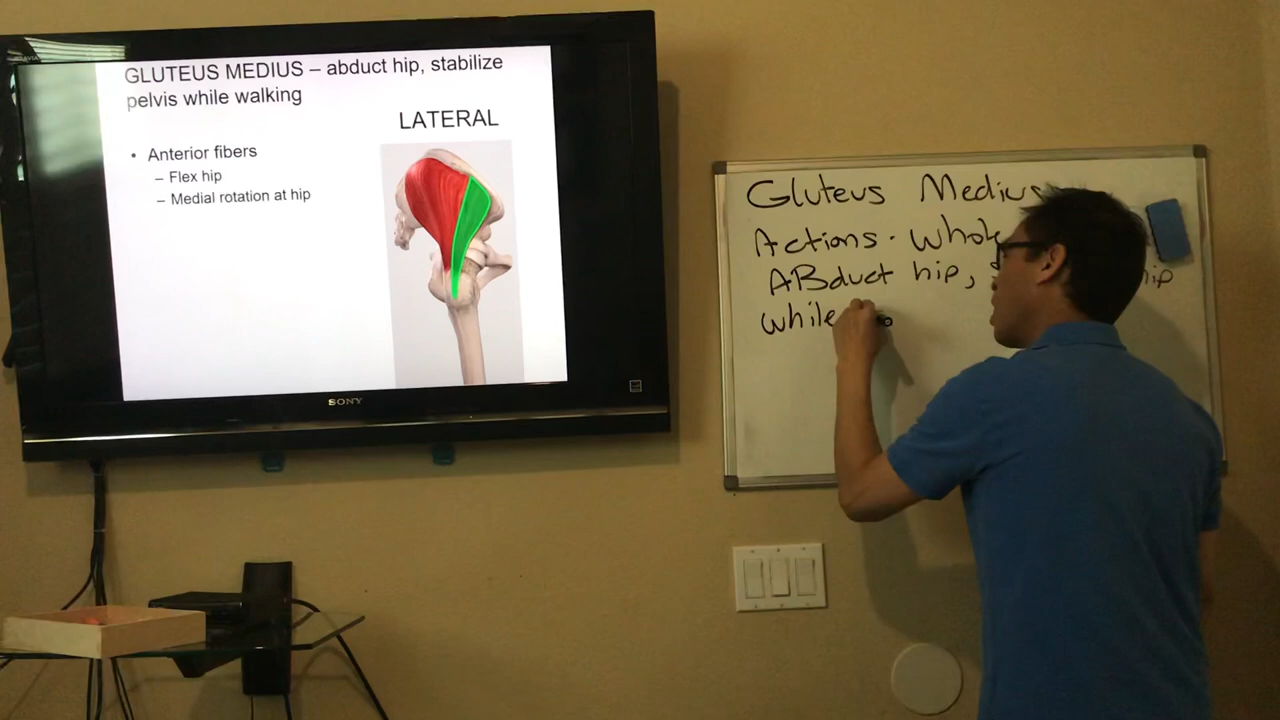 GLUTEUS MEDIUS – abduct hip, stabilize
pelvis while walking
LATERAL
• Anterior fibers
– Flex hip
– Medial rotation at hip
SONY
Gluteus Medius
Actions - Whole
ABduct hip, hip
while